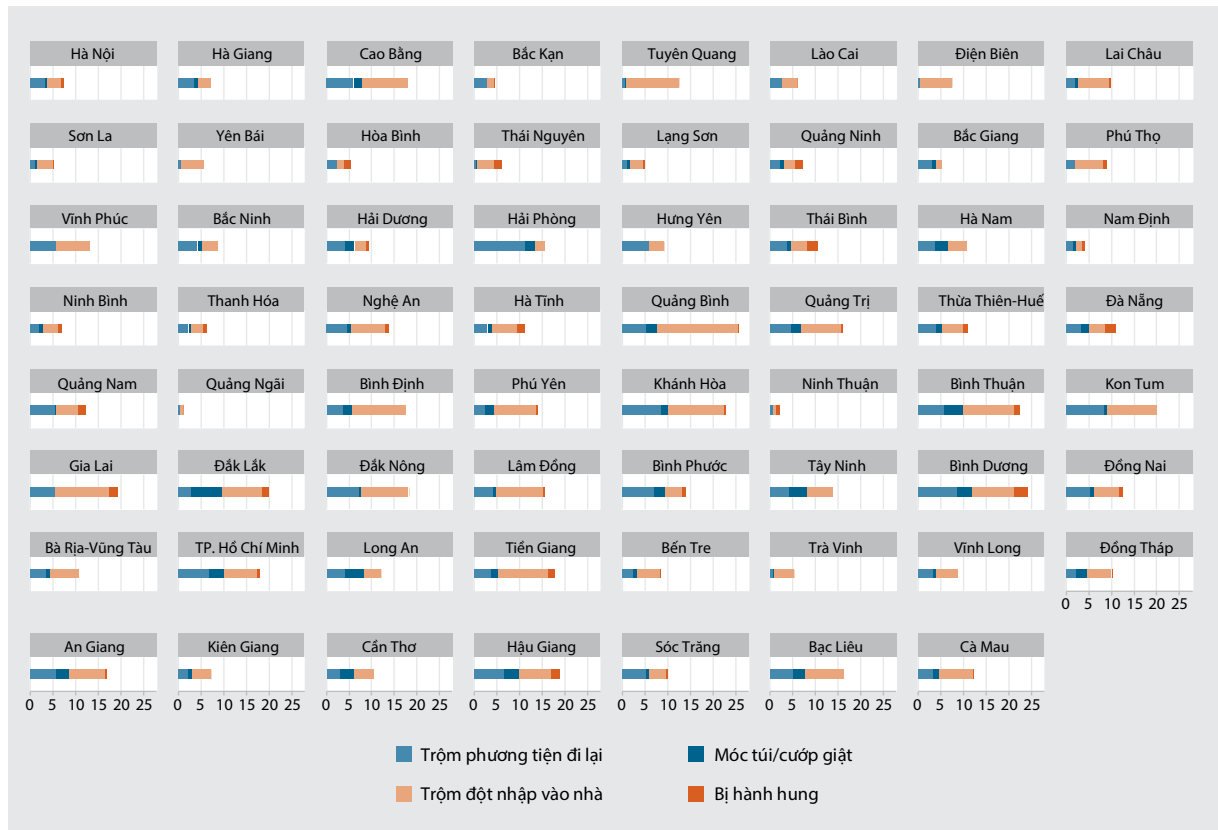 Hà Nội Hà Giang Cao Bằng Bắc Kạn Tuyên Quang Lào Cai Điện Biên Lai Châu
Sơn La Yên Bái Hòa Bình Thái Nguyên Lạng Sơn Quảng Ninh Bắc Giang Phú Thọ
Vĩnh Phúc Bắc Ninh Hải Dương Hải Phòng Hưng Yên Thái Bình Hà Nam Nam Định
Ninh Bình Thanh Hóa Nghệ An Hà Tĩnh Quảng Bình Quảng Trị Thừa Thiên-Huế Đà Nẵng
Quảng Nam Quảng Ngãi Bình Định Phú Yên Khánh Hòa Ninh Thuận Bình Thuận Kon Tum
Gia Lai Đắk Lắk Đắk Nông Lâm Đồng Bình Phước Tây Ninh Bình Dương Đồng Nai
Bà Rịa-Vũng Tàu TP. Hồ Chí Minh Long An Tiền Giang Bến Tre Trà Vinh Vĩnh Long Đồng Tháp
0 5 10 15 20 25
An Giang Kiên Giang Cần Thơ Hậu Giang Sóc Trăng Bạc Liêu Cà Mau
0 5 10 15 20 25 0 5 10 15 20 25 0 5 10 15 20 25 0 5 10 15 20 25 0 5 10 15 20 25 0 5 10 15 20 25 0 5 10 15 20 25
Trộm phương tiện đi lại Móc túi/cướp giật
Trộm đột nhập vào nhà Bị hành hung